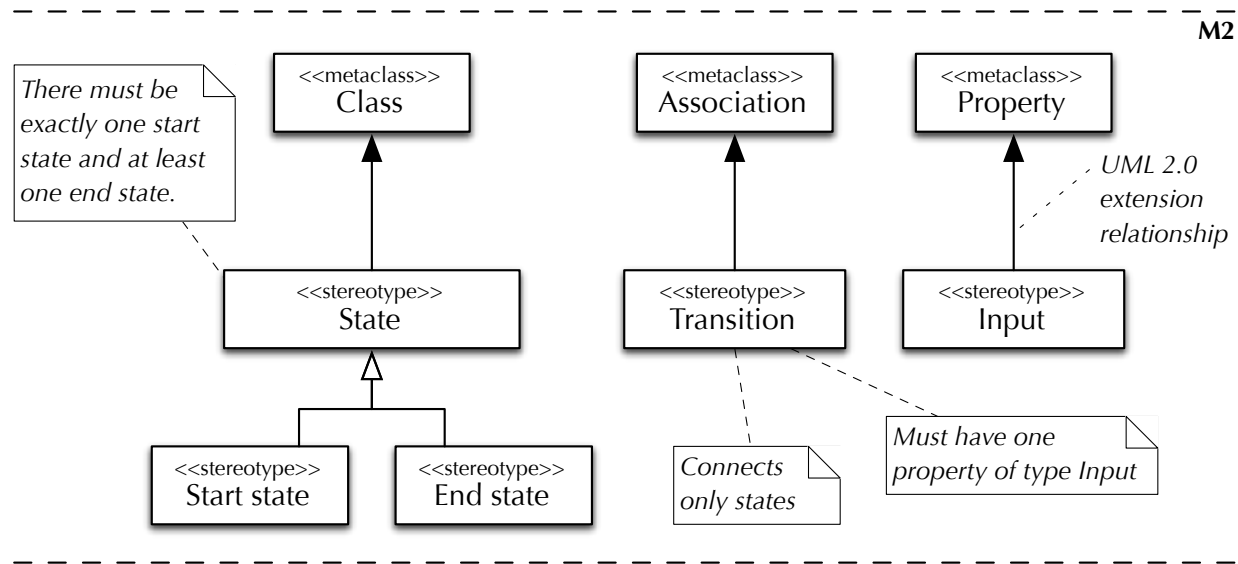 M2
There must be
exactly one start
state and at least
one end state.
<<metaclass>>
Class
<<metaclass>>
Association
<<metaclass>>
Property
UML 2.0
extension
relationship
<<stereotype>>
State
<<stereotype>>
Transition
<<stereotype>>
Input
<<stereotype>>
Start state
<<stereotype>>
End state
Connects
only states
Must have one
property of type Input